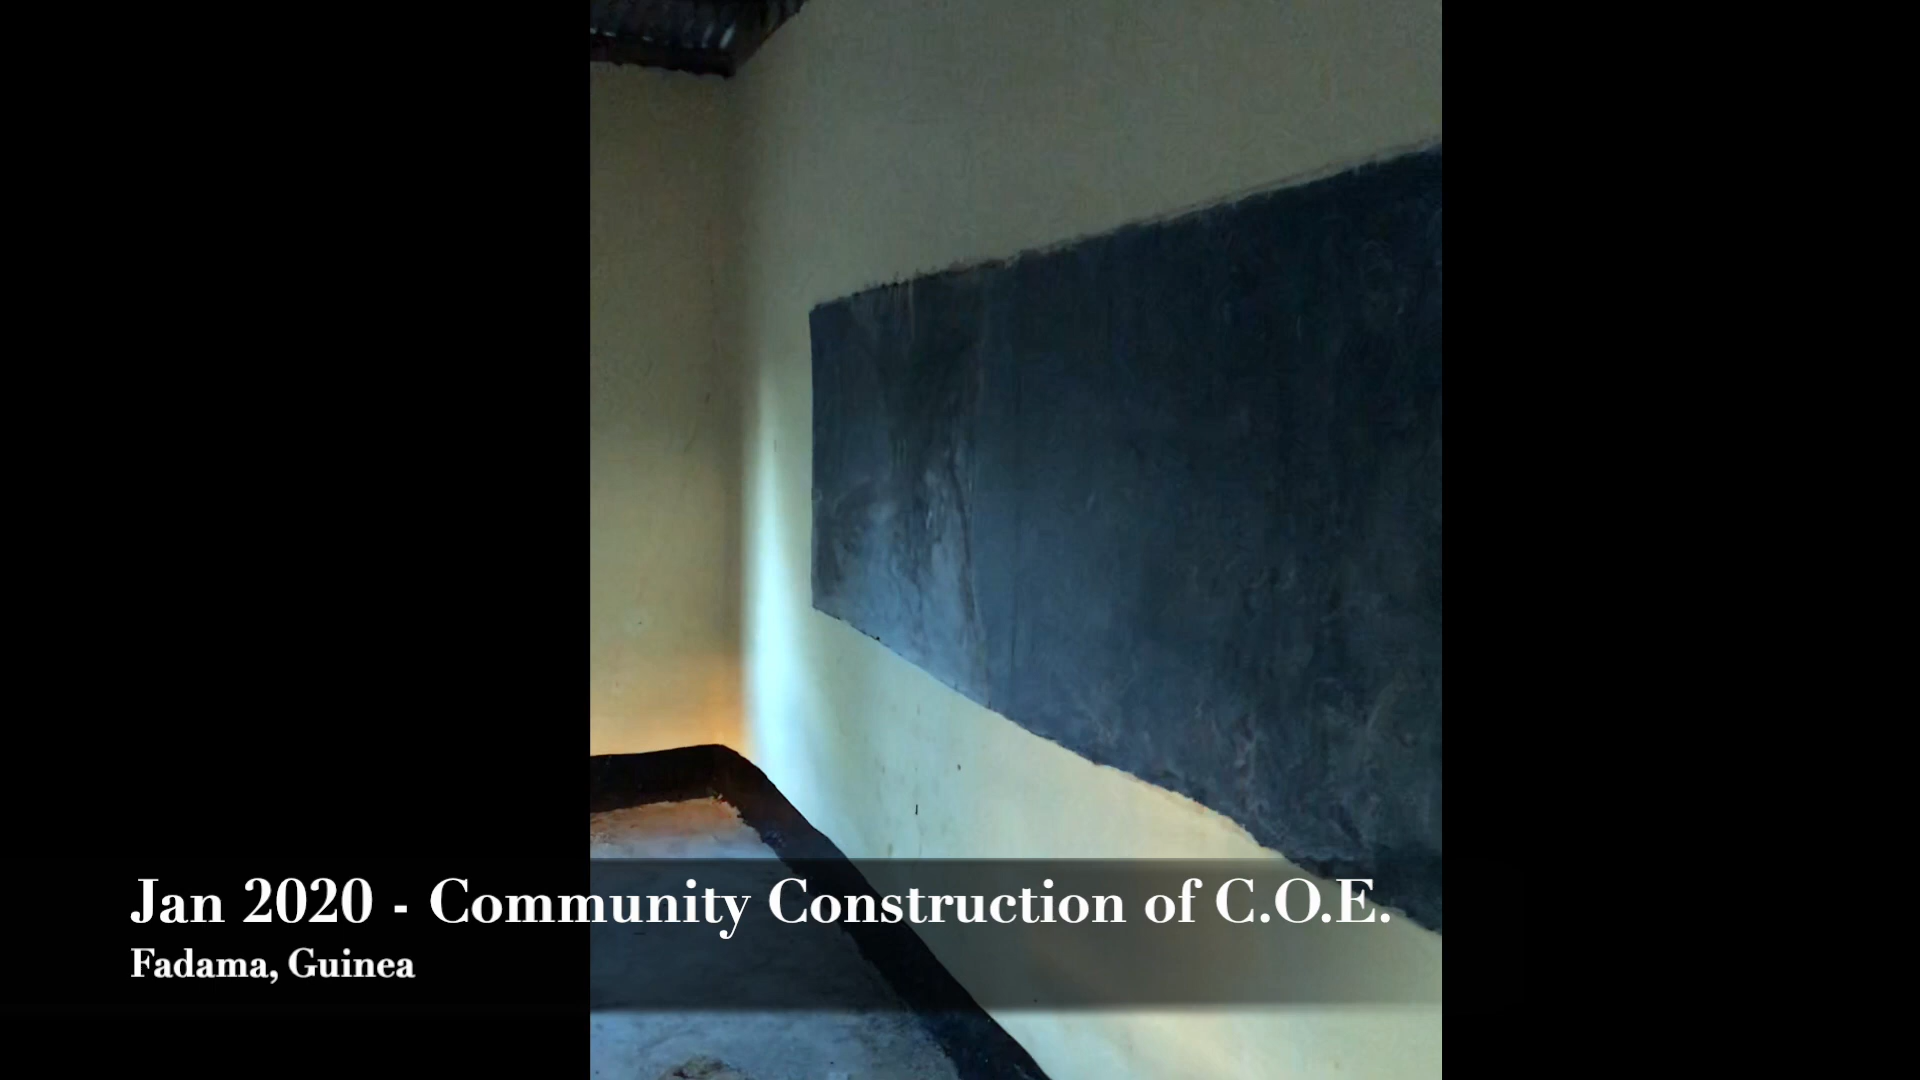 Jan 2020 - Community Construction of C.O.E.
Fadama, Guinea